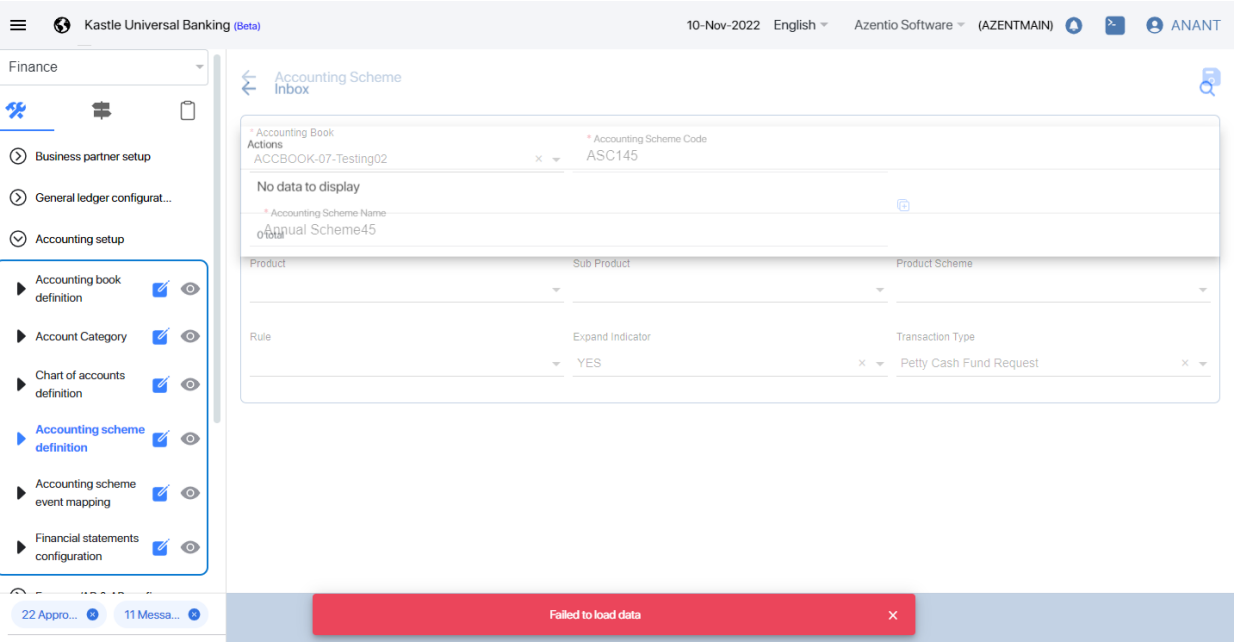 Kastle Universal Banking (Beta)
10-Nov-2022 English Azentio Software (AZENTMAIN) ANANT
Finance
Business partner setup
General ledger configurat...
Accounting setup
Accounting book
definition
Account Category
Chart of accounts
definition
Accounting scheme
definition
Accounting scheme
event mapping
Financial statements
configuration
22 Appro...
11 Messa...
Accounting Scheme
Inbox
* Accounting Book
Actions
ACCBOOK-07-Testing02
* Accounting Scheme Code
ASC145
No data to display
* Accounting Scheme Name
Annual Scheme45
0 total
Product
Sub Product
Product Scheme
Rule
Expand Indicator
YES
Transaction Type
Petty Cash Fund Request
Failed to load data